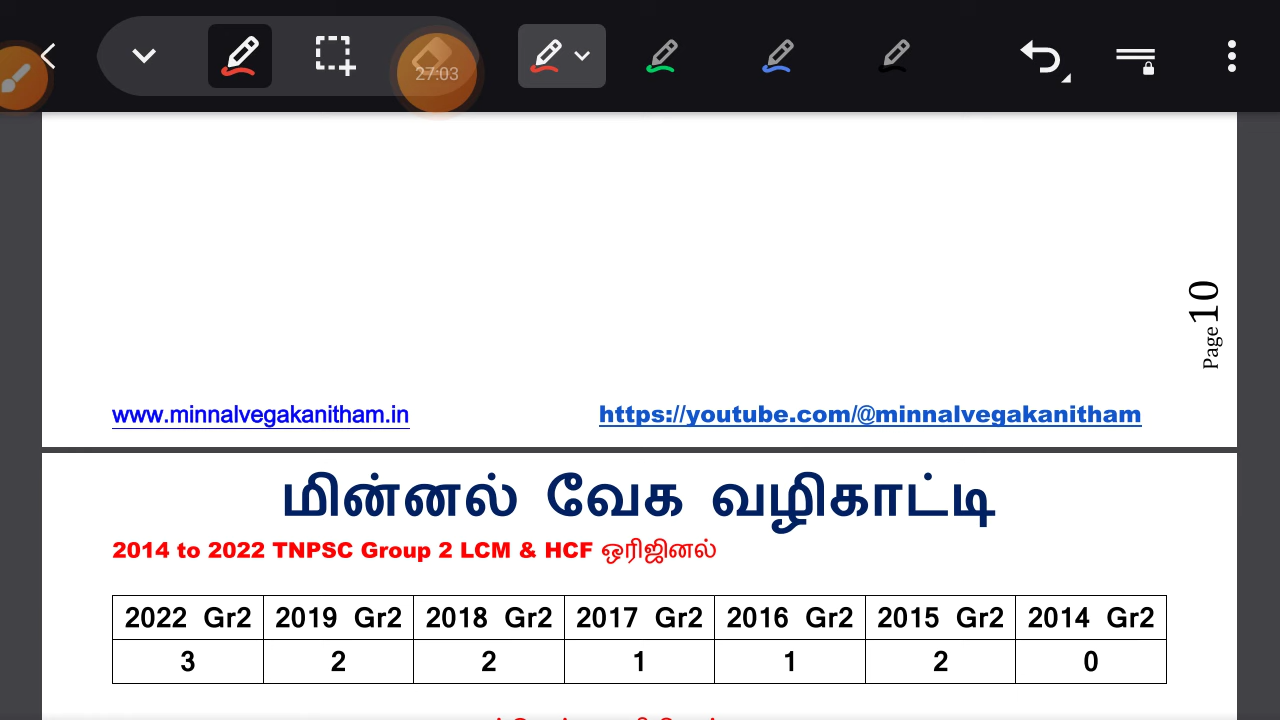 27:03
Page 10
www.minnalvegakanitham.in https://youtube.com/@minnalvegakanitham
மின்னல் வேக வழிகாட்டி
2014 to 2022 TNPSC Group 2 LCM & HCF ஒரிஜினல்
2022 Gr2 2019 Gr2 2018 Gr2 2017 Gr2 2016 Gr2 2015 Gr2 2014 Gr2
3 2 2 1 1 2 0